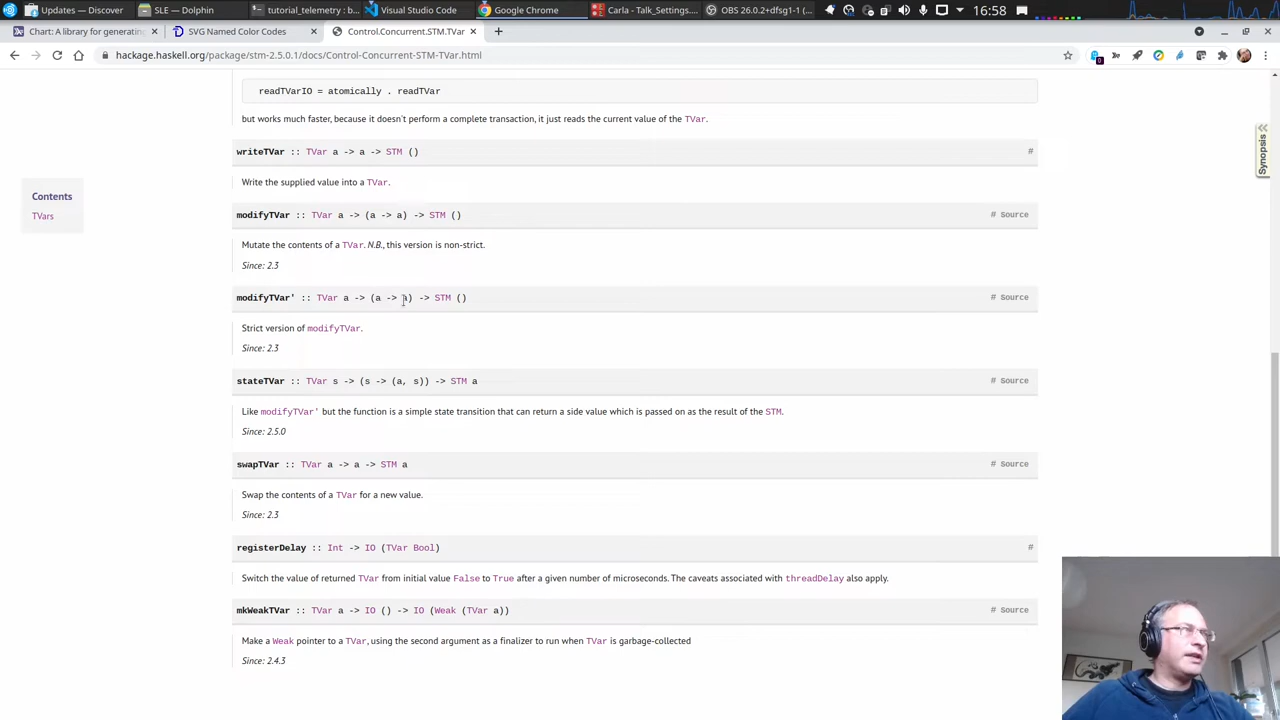 Updates — Discover
SLE — Dolphin
tutorial_telemetry : b...
Visual Studio Code
Google Chrome
Carla - Talk_Settings....
OBS 26.0.2+dfsg1-1 (...
16:58
Chart: A library for generating
SVG Named Color Codes
Control.Concurrent.STM.TVar
hackage.haskell.org/package/stm-2.5.0.1/docs/Control-Concurrent-STM-TVar.html
0
readTVarIO = atomically . readTVar
but works much faster, because it doesn't perform a complete transaction, it just reads the current value of the TVar.
writeTVar :: TVar a -> a -> STM ()
#
Write the supplied value into a TVar.
Synopsis
Contents
TVars
modifyTVar :: TVar a -> (a -> a) -> STM ()
# Source
Mutate the contents of a TVar. N.B., this version is non-strict.
Since: 2.3
modifyTVar' :: TVar a -> (a -> a) -> STM ()
# Source
Strict version of modifyTVar.
Since: 2.3
stateTVar :: TVar s -> (s -> (a, s)) -> STM a
# Source
Like modifyTVar' but the function is a simple state transition that can return a side value which is passed on as the result of the STM.
Since: 2.5.0
swapTVar :: TVar a -> a -> STM a
# Source
Swap the contents of a TVar for a new value.
Since: 2.3
registerDelay :: Int -> IO (TVar Bool)
#
Switch the value of returned TVar from initial value False to True after a given number of microseconds. The caveats associated with threadDelay also apply.
mkWeakTVar :: TVar a -> IO () -> IO (Weak (TVar a))
# Source
Make a Weak pointer to a TVar, using the second argument as a finalizer to run when TVar is garbage-collected
Since: 2.4.3